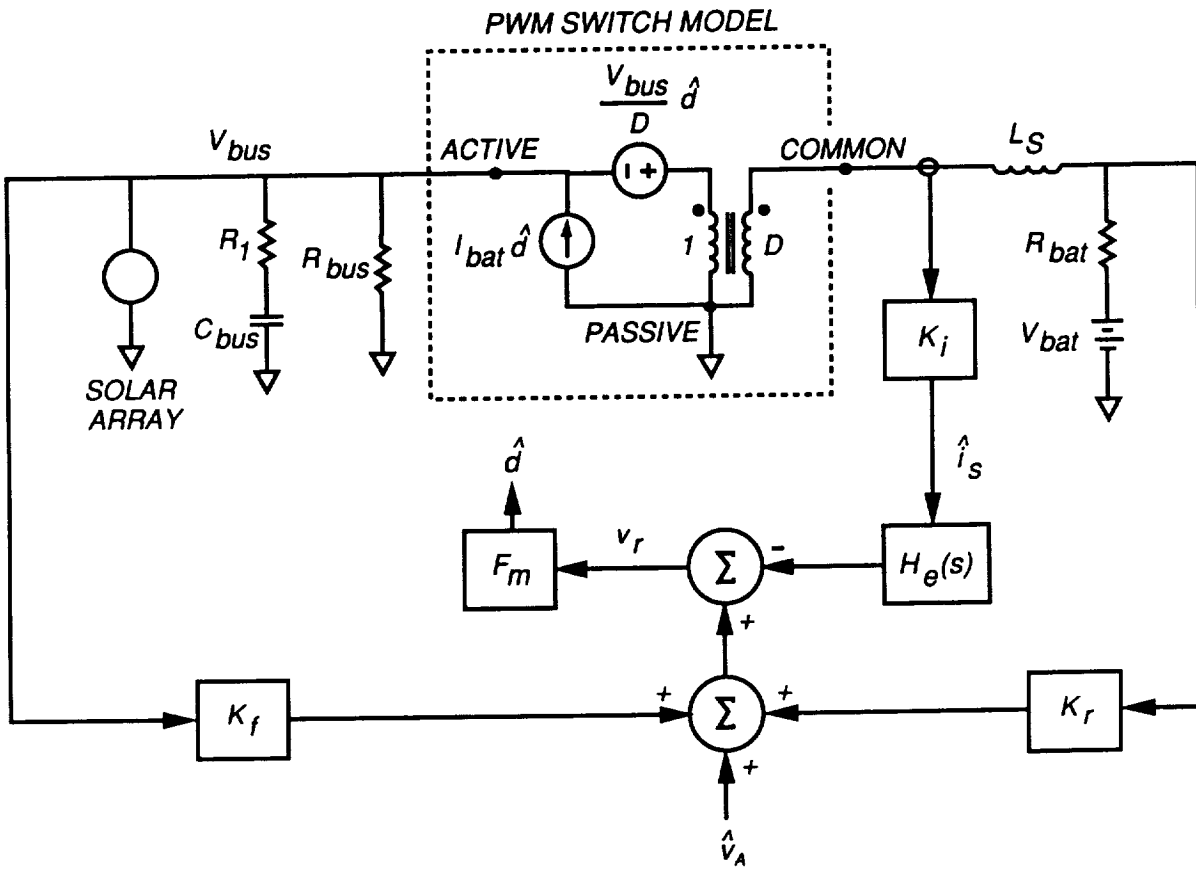 PWM SWITCH MODEL
V_bus
D
d̂
V_bus
ACTIVE
COMMON
L_S
R_1
R_bus
I_bat d̂
1
D
R_bat
C_bus
PASSIVE
K_i
V_bat
SOLAR
ARRAY
d̂
î_s
F_m
v_r
Σ
-
H_e(s)
+
K_f
+
Σ
+
K_r
+
v̂_A